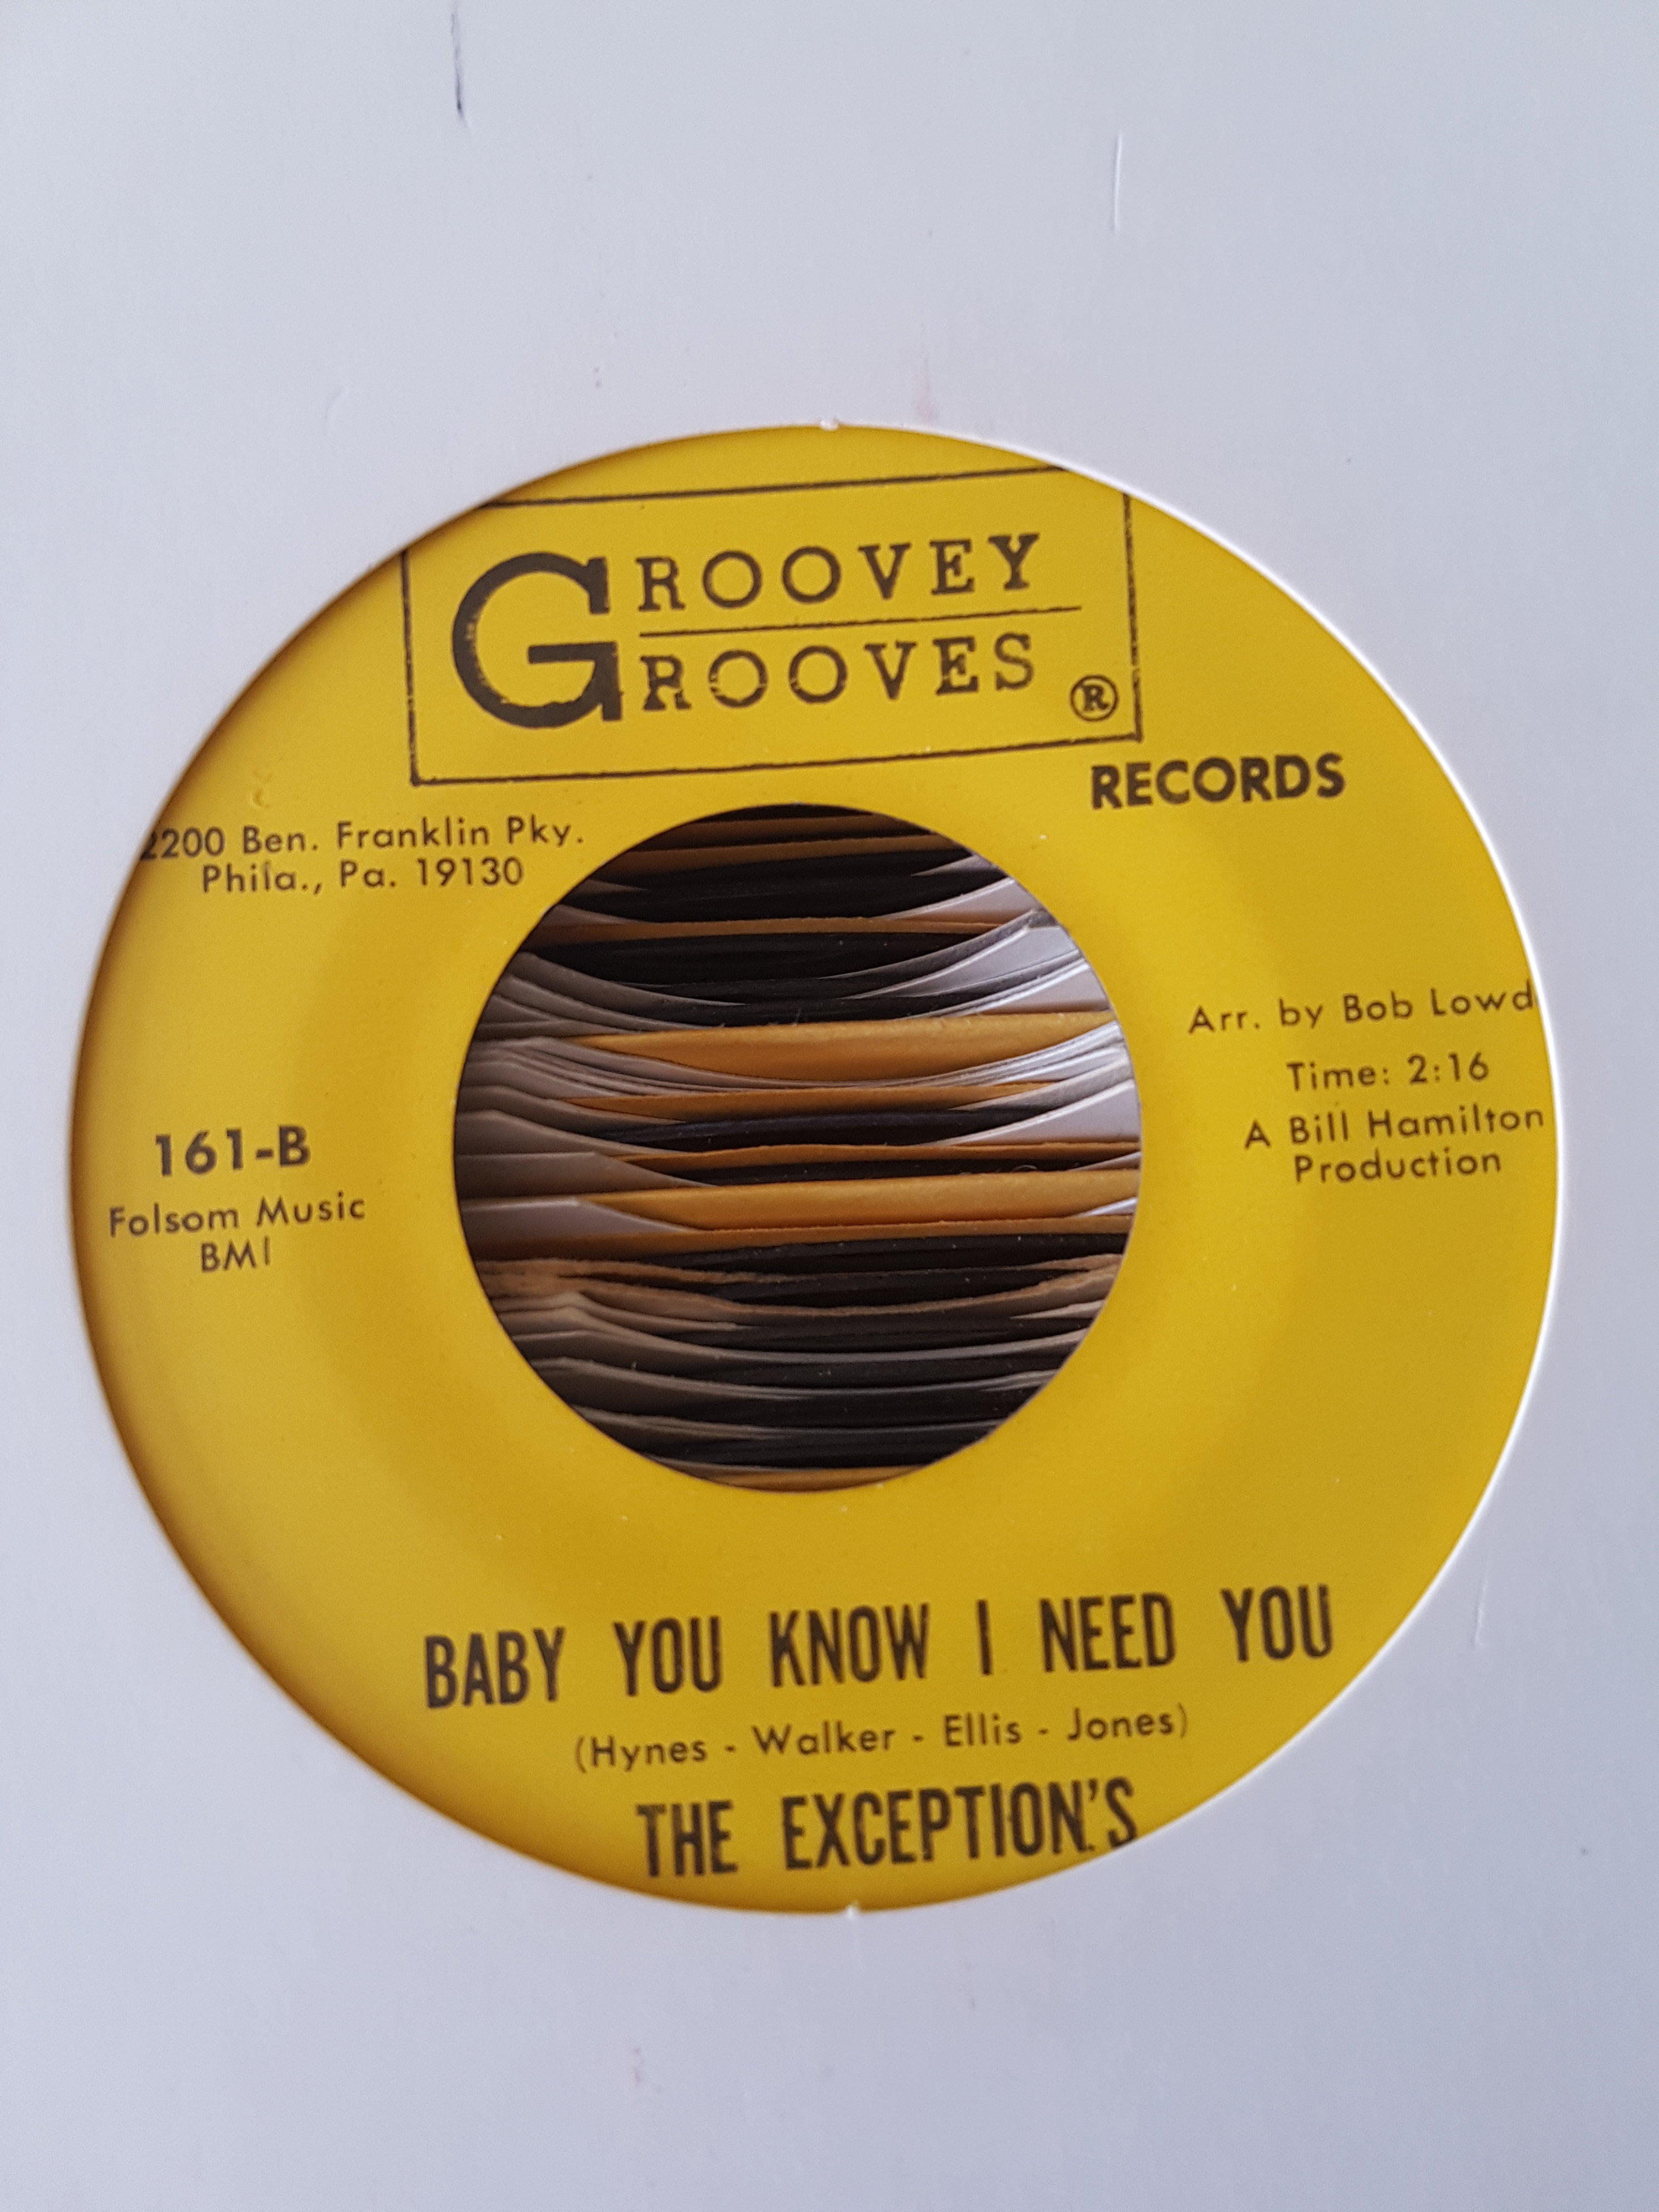 GROOVEY
GROOVES ®
RECORDS
2200 Ben. Franklin Pky.
Phila., Pa. 19130
Arr. by Bob Lowd
Time: 2:16
A Bill Hamilton
Production
161-B
Folsom Music
BMI
BABY YOU KNOW I NEED YOU
(Hynes - Walker - Ellis - Jones)
THE EXCEPTION'S